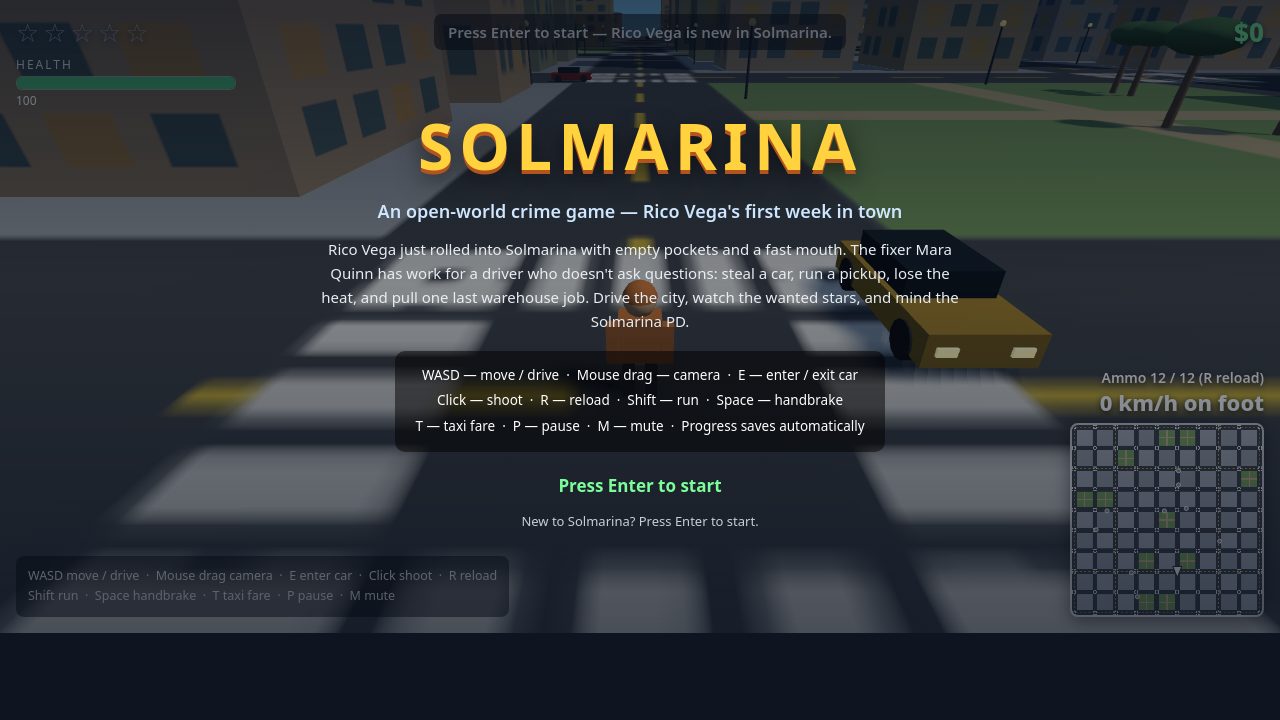 ☆☆☆☆☆
Press Enter to start — Rico Vega is new in Solmarina.
$0
HEALTH
100
SOLMARINA
An open-world crime game — Rico Vega's first week in town
Rico Vega just rolled into Solmarina with empty pockets and a fast mouth. The fixer Mara
Quinn has work for a driver who doesn't ask questions: steal a car, run a pickup, lose the
heat, and pull one last warehouse job. Drive the city, watch the wanted stars, and mind the
Solmarina PD.
WASD — move / drive · Mouse drag — camera · E — enter / exit car
Click — shoot · R — reload · Shift — run · Space — handbrake
T — taxi fare · P — pause · M — mute · Progress saves automatically
Press Enter to start
New to Solmarina? Press Enter to start.
Ammo 12 / 12 (R reload)
0 km/h on foot
WASD move / drive · Mouse drag camera · E enter car · Click shoot · R reload
Shift run · Space handbrake · T taxi fare · P pause · M mute